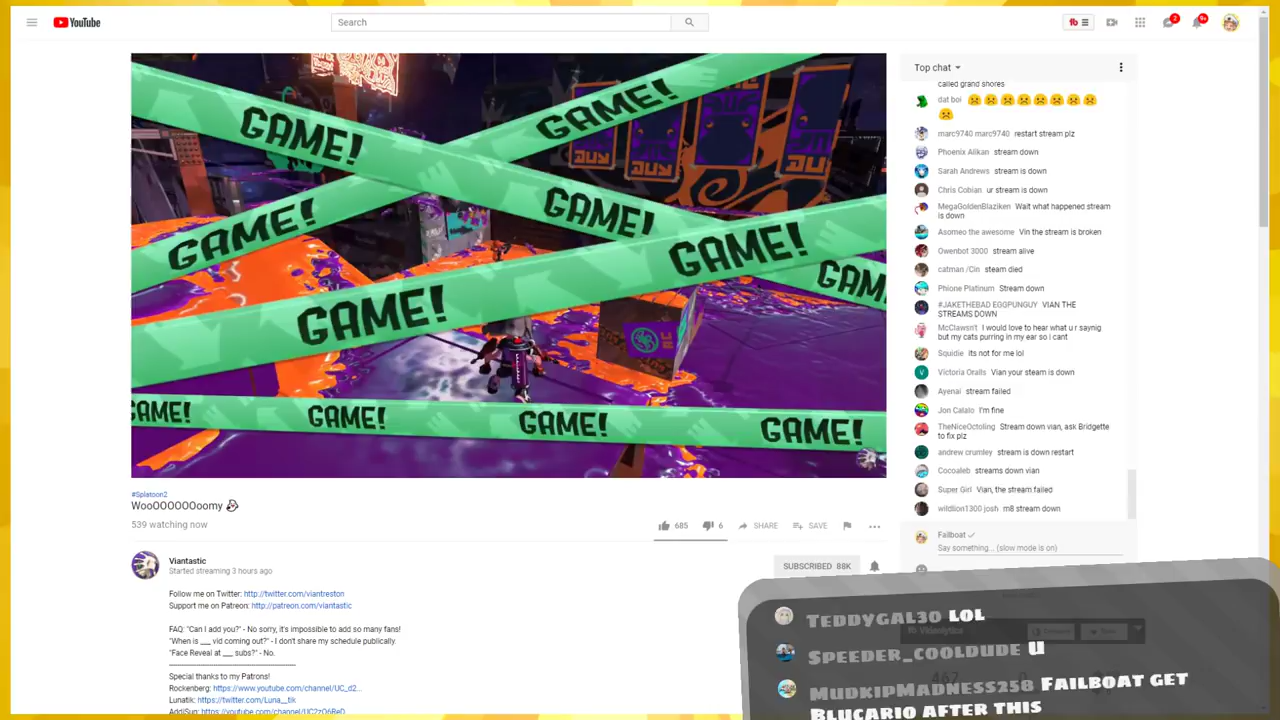 YouTube
Search
2
9+
GAME!
GAME!
GAME!
GAME!
GAME!
GAME!
GAME!
GAME!
GAME!
GAME!
GAME!
Top chat
called grand shores
dat boi
marc9740 marc9740 restart stream plz
Phoenix Alikan stream down
Sarah Andrews stream is down
Chris Cobian ur stream is down
MegaGoldenBlaziken Wait what happened stream
is down
Asomeo the awesome Vin the stream is broken
Owenbot 3000 stream alive
catman /Cin steam died
Phione Platinum Stream down
#JAKETHEBAD EGGPUNGUY VIAN THE
STREAMS DOWN
McClawsn't I would love to hear what u r saynig
but my cats purring in my ear so i cant
Squidie its not for me lol
Victoria Oralls Vian your steam is down
Ayenai stream failed
Jon Calalo I'm fine
TheNiceOctoling Stream down vian, ask Bridgette
to fix plz
andrew crumley stream is down restart
Cocoaleb streams down vian
Super Girl Vian, the stream failed
wildlion1300 josh m8 stream down
Failboat
Say something... (slow mode is on)
#Splatoon2
WooOOOOOOoomy
539 watching now
685 6 SHARE SAVE
Viantastic
Started streaming 3 hours ago
SUBSCRIBED 88K
Follow me on Twitter: http://twitter.com/viantreston
Support me on Patreon: http://patreon.com/viantastic
FAQ: "Can I add you?" - No sorry, it's impossible to add so many fans!
"When is ___ vid coming out?" - I don't share my schedule publically.
"Face Reveal at ___ subs?" - No.
Special thanks to my Patrons!
Rockenberg: https://www.youtube.com/channel/UC_d2...
Lunatik: https://twitter.com/Luna__tik
Teddygal30 LOL
Speeder_cooldude U
MudkipMadness258 Failboat get
Blucario after this